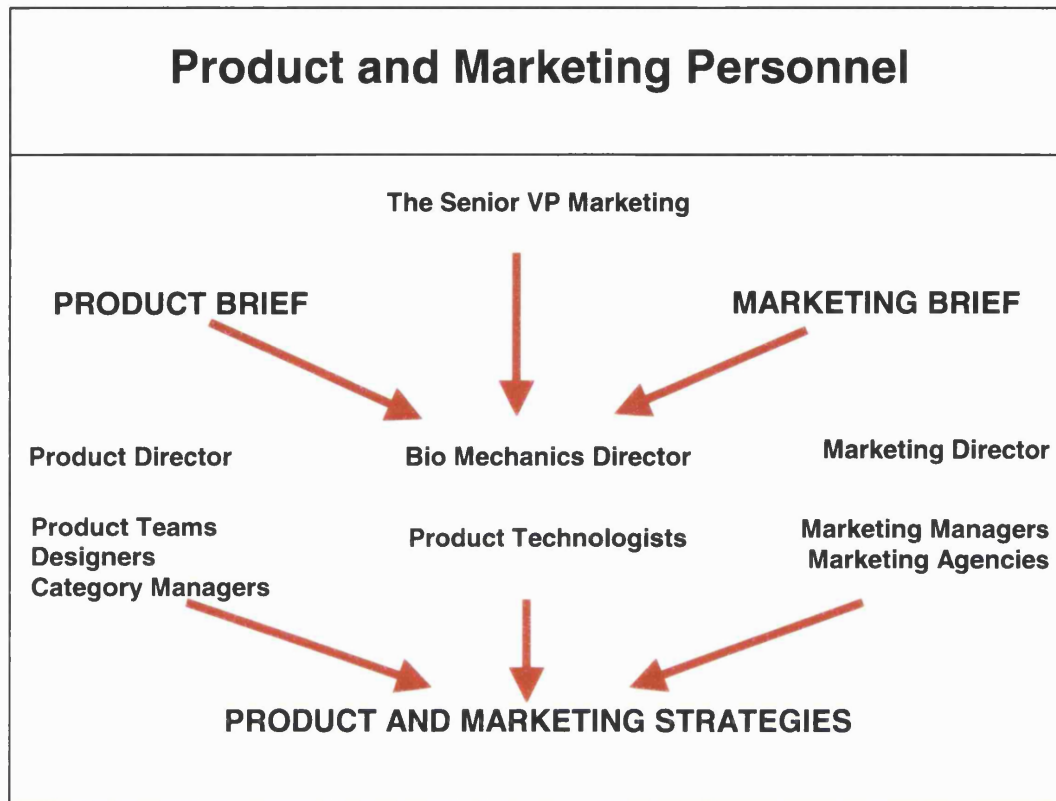 Product and Marketing Personnel
The Senior VP Marketing
PRODUCT BRIEF
MARKETING BRIEF
Product Director
Bio Mechanics Director
Marketing Director
Product Teams
Designers
Category Managers
Product Technologists
Marketing Managers
Marketing Agencies
PRODUCT AND MARKETING STRATEGIES